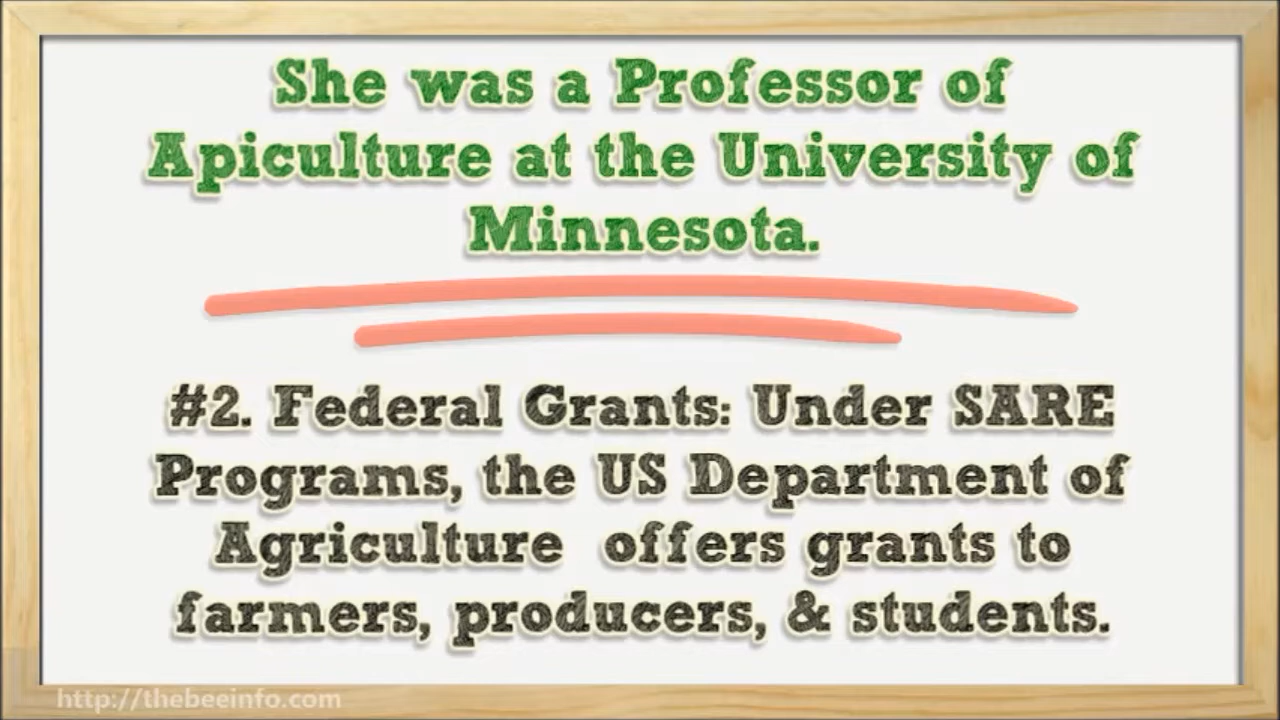 She was a Professor of
Apiculture at the University of
Minnesota.
#2. Federal Grants: Under SARE
Programs, the US Department of
Agriculture offers grants to
farmers, producers, & students.
http://thebeeinfo.com